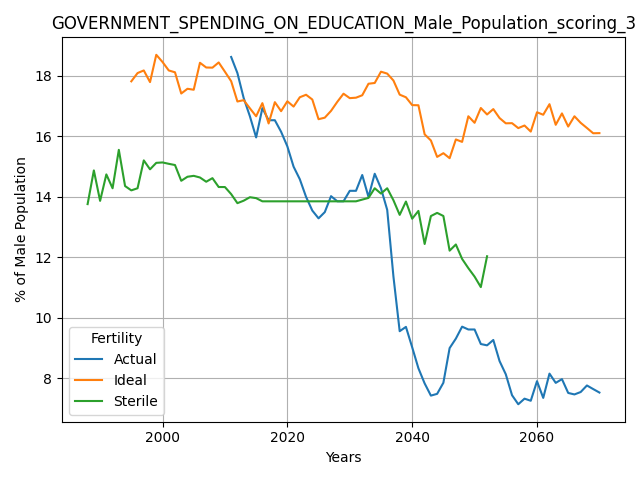 GOVERNMENT_SPENDING_ON_EDUCATION_Male_Population_scoring_3
% of Male Population
18
16
14
12
10
8
Fertility
Actual
Ideal
Sterile
2000 2020 2040 2060
Years